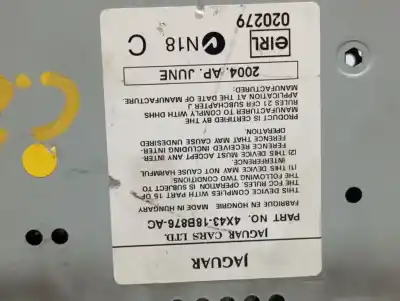 JAGUAR
JAGUAR CARS LTD.
PART NO. 4X43-18B876-AC
FABRIQUE EN HONGRIE MADE IN HUNGARY
THIS DEVICE COMPLIES WITH PART 15 OF
THE FCC RULES. OPERATION IS SUBJECT TO
THE FOLLOWING TWO CONDITIONS
(1) THIS DEVICE MAY NOT CAUSE HARMFUL
INTERFERENCE.
(2) THIS DEVICE MUST ACCEPT ANY INTER-
FERENCE RECEIVED INCLUDING INTER-
FERENCE THAT MAY CAUSE UNDESIRED
OPERATION.
PRODUCT IS CERTIFIED BY THE
MANUFACTURER TO COMPLY WITH DHHS
RULES 21 CFR SUBCHAPTER J
APPLICATION AT THE DATE OF MANUFACTURE
MANUFACTURED:
2004. AP. JUNE
eIRL
020279
N18 C